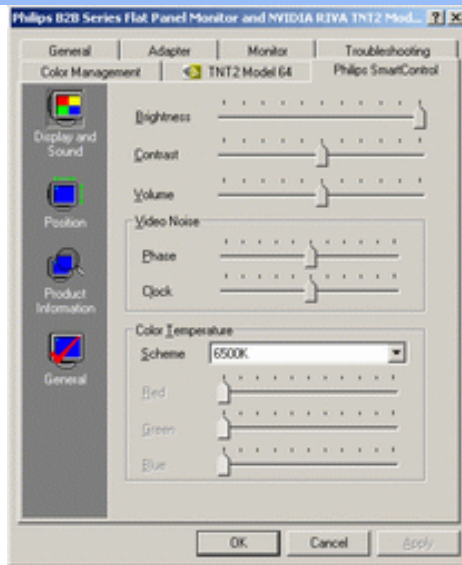 Philips B2B Series Flat Panel Monitor and NVIDIA RIVA TNT2 Mod...
General Adapter Monitor Troubleshooting
Color Management TNT2 Model 64 Philips SmartControl
Display and
Sound
Position
Product
Information
General
Brightness
Contrast
Volume
Video Noise
Phase
Clock
Color Temperature
Scheme 6500K
Red
Green
Blue
OK Cancel Apply